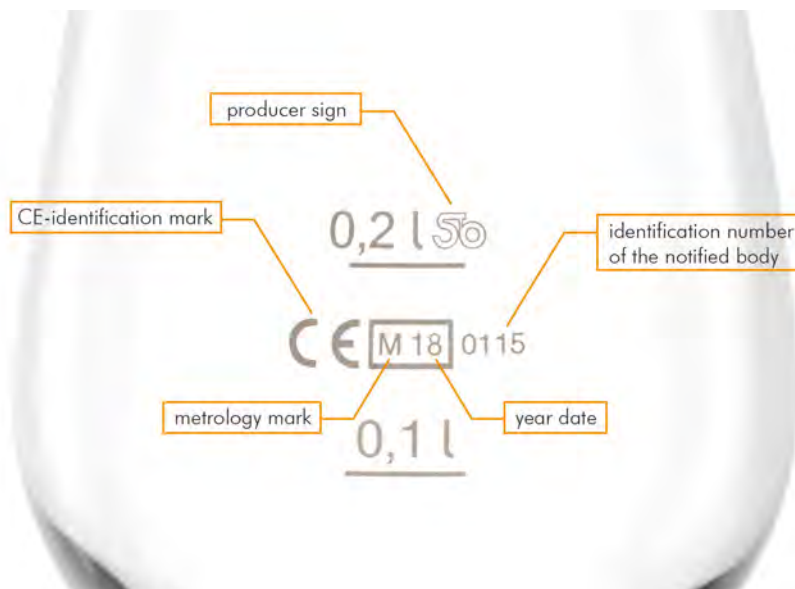 producer sign
CE-identification mark
0,2 l
identification number
of the notified body
CE M 18 0115
metrology mark
year date
0,1 l